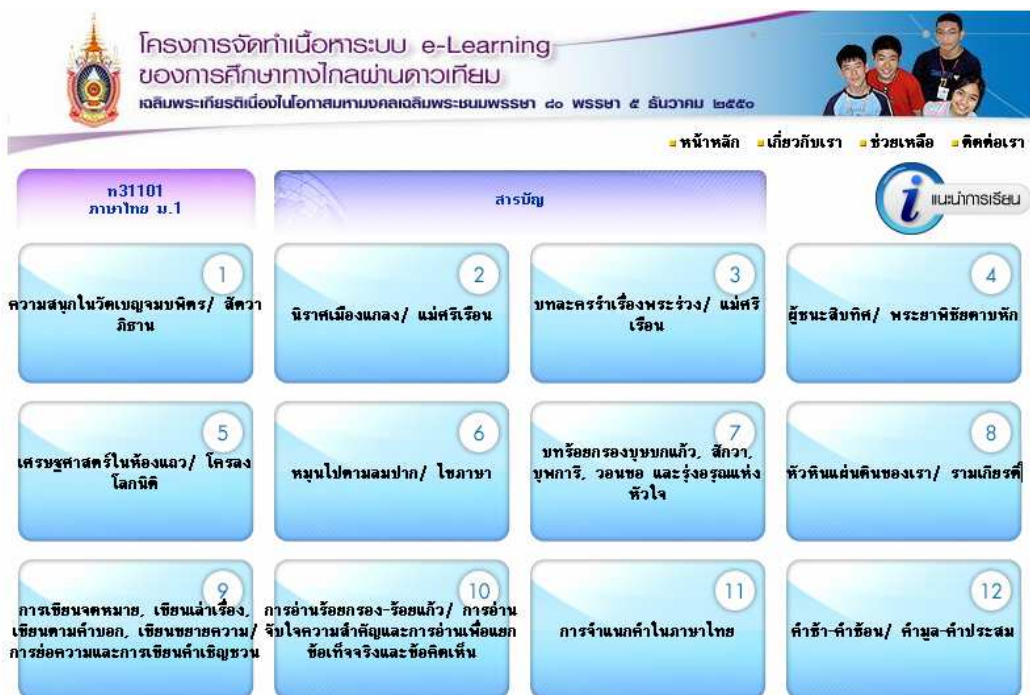 โครงการจัดทำเนื้อหาระบบ e-Learning
ของการศึกษาทางไกลผ่านดาวเทียม
เฉลิมพระเกียรติเนื่องในโอกาสมหามงคลเฉลิมพระชนมพรรษา ๘๐ พรรษา ๕ ธันวาคม ๒๕๕๐
หน้าหลัก เกี่ยวกับเรา ช่วยเหลือ ติดต่อเรา
ท31101
ภาษาไทย ม.1
สารบัญ
i แนะนำการเรียน
1
ความสนุกในวัดเบญจมบพิตร/ สัตวา
ภิธาน
2
นิราศเมืองแกลง/ แม่ศรีเรือน
3
บทละครรำเรื่องพระร่วง/ แม่ศรี
เรือน
4
ผู้ชนะสิบทิศ/ พระยาพิชัยดาบหัก
5
เศรษฐศาสตร์ในห้องแถว/ โคลง
โลกนิติ
6
หมุนไปตามลมปาก/ ไขภาษา
7
บทร้อยกรองบุษบกแก้ว, สักวา,
บุพการี, วอนขอ และรุ่งอรุณแห่ง
หัวใจ
8
หัวหินแผ่นดินของเรา/ รามเกียรติ์
9
การเขียนจดหมาย, เขียนเล่าเรื่อง,
เขียนตามคำบอก, เขียนขยายความ/
การย่อความและการเขียนคำเชิญชวน
10
การอ่านร้อยกรอง-ร้อยแก้ว/ การอ่าน
จับใจความสำคัญและการอ่านเพื่อแยก
ข้อเท็จจริงและข้อคิดเห็น
11
การจำแนกคำในภาษาไทย
12
คำซ้ำ-คำซ้อน/ คำมูล-คำประสม